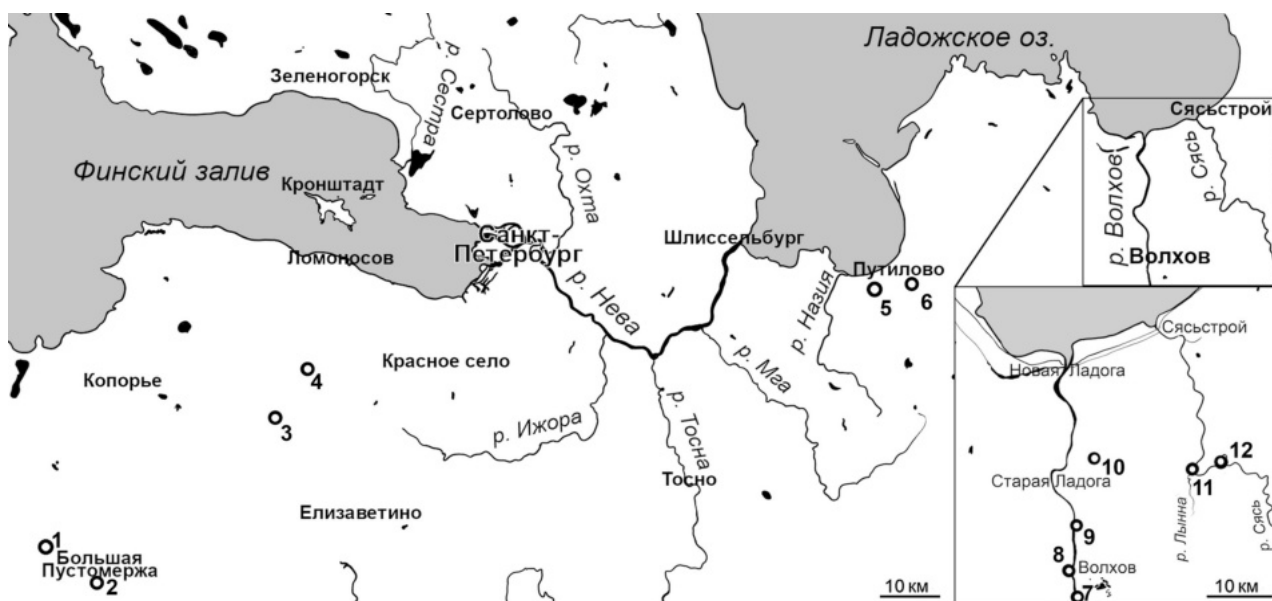 Ладожское оз.
Зеленогорск
р. Сестра
Сертолово
Сясьстрой
р. Охта
р. Волхов
р. Сясь
Финский залив
Кронштадт
Санкт-
Петербург
Шлиссельбург
Ломоносов
Волхов
Путилово
5
6
р. Нева
р. Назия
Сясьстрой
Красное село
Копорье
4
3
р. Мга
Новая Ладога
р. Ижора
р. Тосна
Тосно
Елизаветино
10
12
11
Старая Ладога
р. Лынна
р. Сясь
9
8
Волхов
7
1
Большая
Пустомержа
2
10 км
10 км